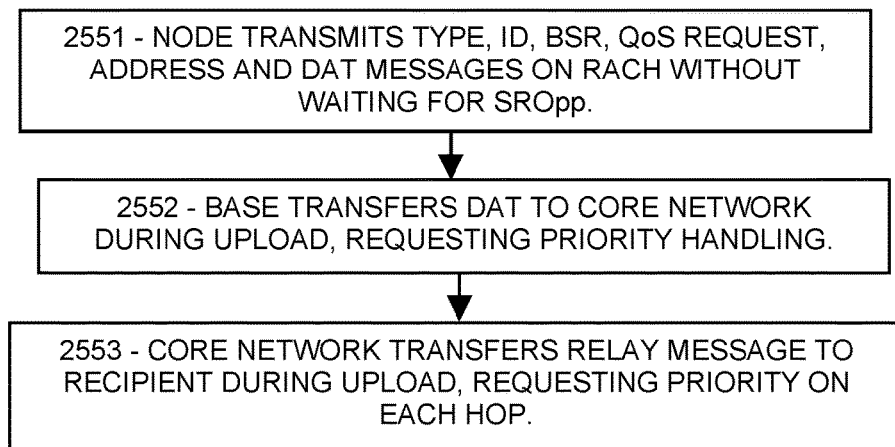 2551 - NODE TRANSMITS TYPE, ID, BSR, QoS REQUEST,
ADDRESS AND DAT MESSAGES ON RACH WITHOUT
WAITING FOR SROpp.
2552 - BASE TRANSFERS DAT TO CORE NETWORK
DURING UPLOAD, REQUESTING PRIORITY HANDLING.
2553 - CORE NETWORK TRANSFERS RELAY MESSAGE TO
RECIPIENT DURING UPLOAD, REQUESTING PRIORITY ON
EACH HOP.